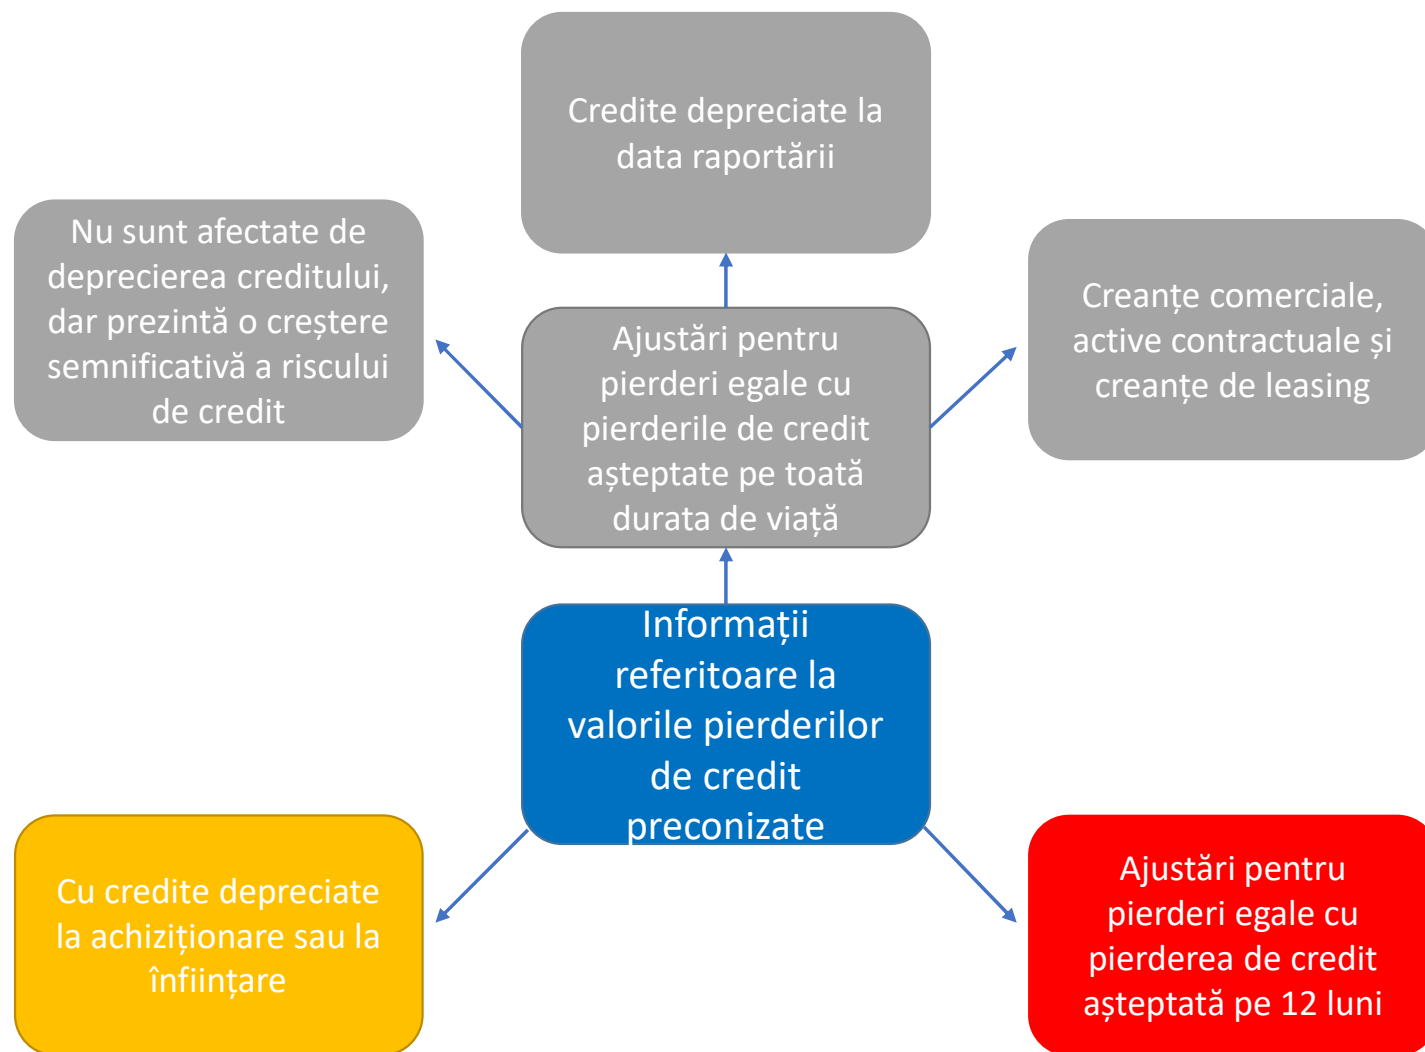 Credite depreciate la
data raportării
Nu sunt afectate de
deprecierea creditului,
dar prezintă o creștere
semnificativă a riscului
de credit
Creanțe comerciale,
active contractuale și
creanțe de leasing
Ajustări pentru
pierderi egale cu
pierderile de credit
așteptate pe toată
durata de viață
Informații
referitoare la
valorile pierderilor
de credit
preconizate
Cu credite depreciate
la achiziționare sau la
înființare
Ajustări pentru
pierderi egale cu
pierderea de credit
așteptată pe 12 luni